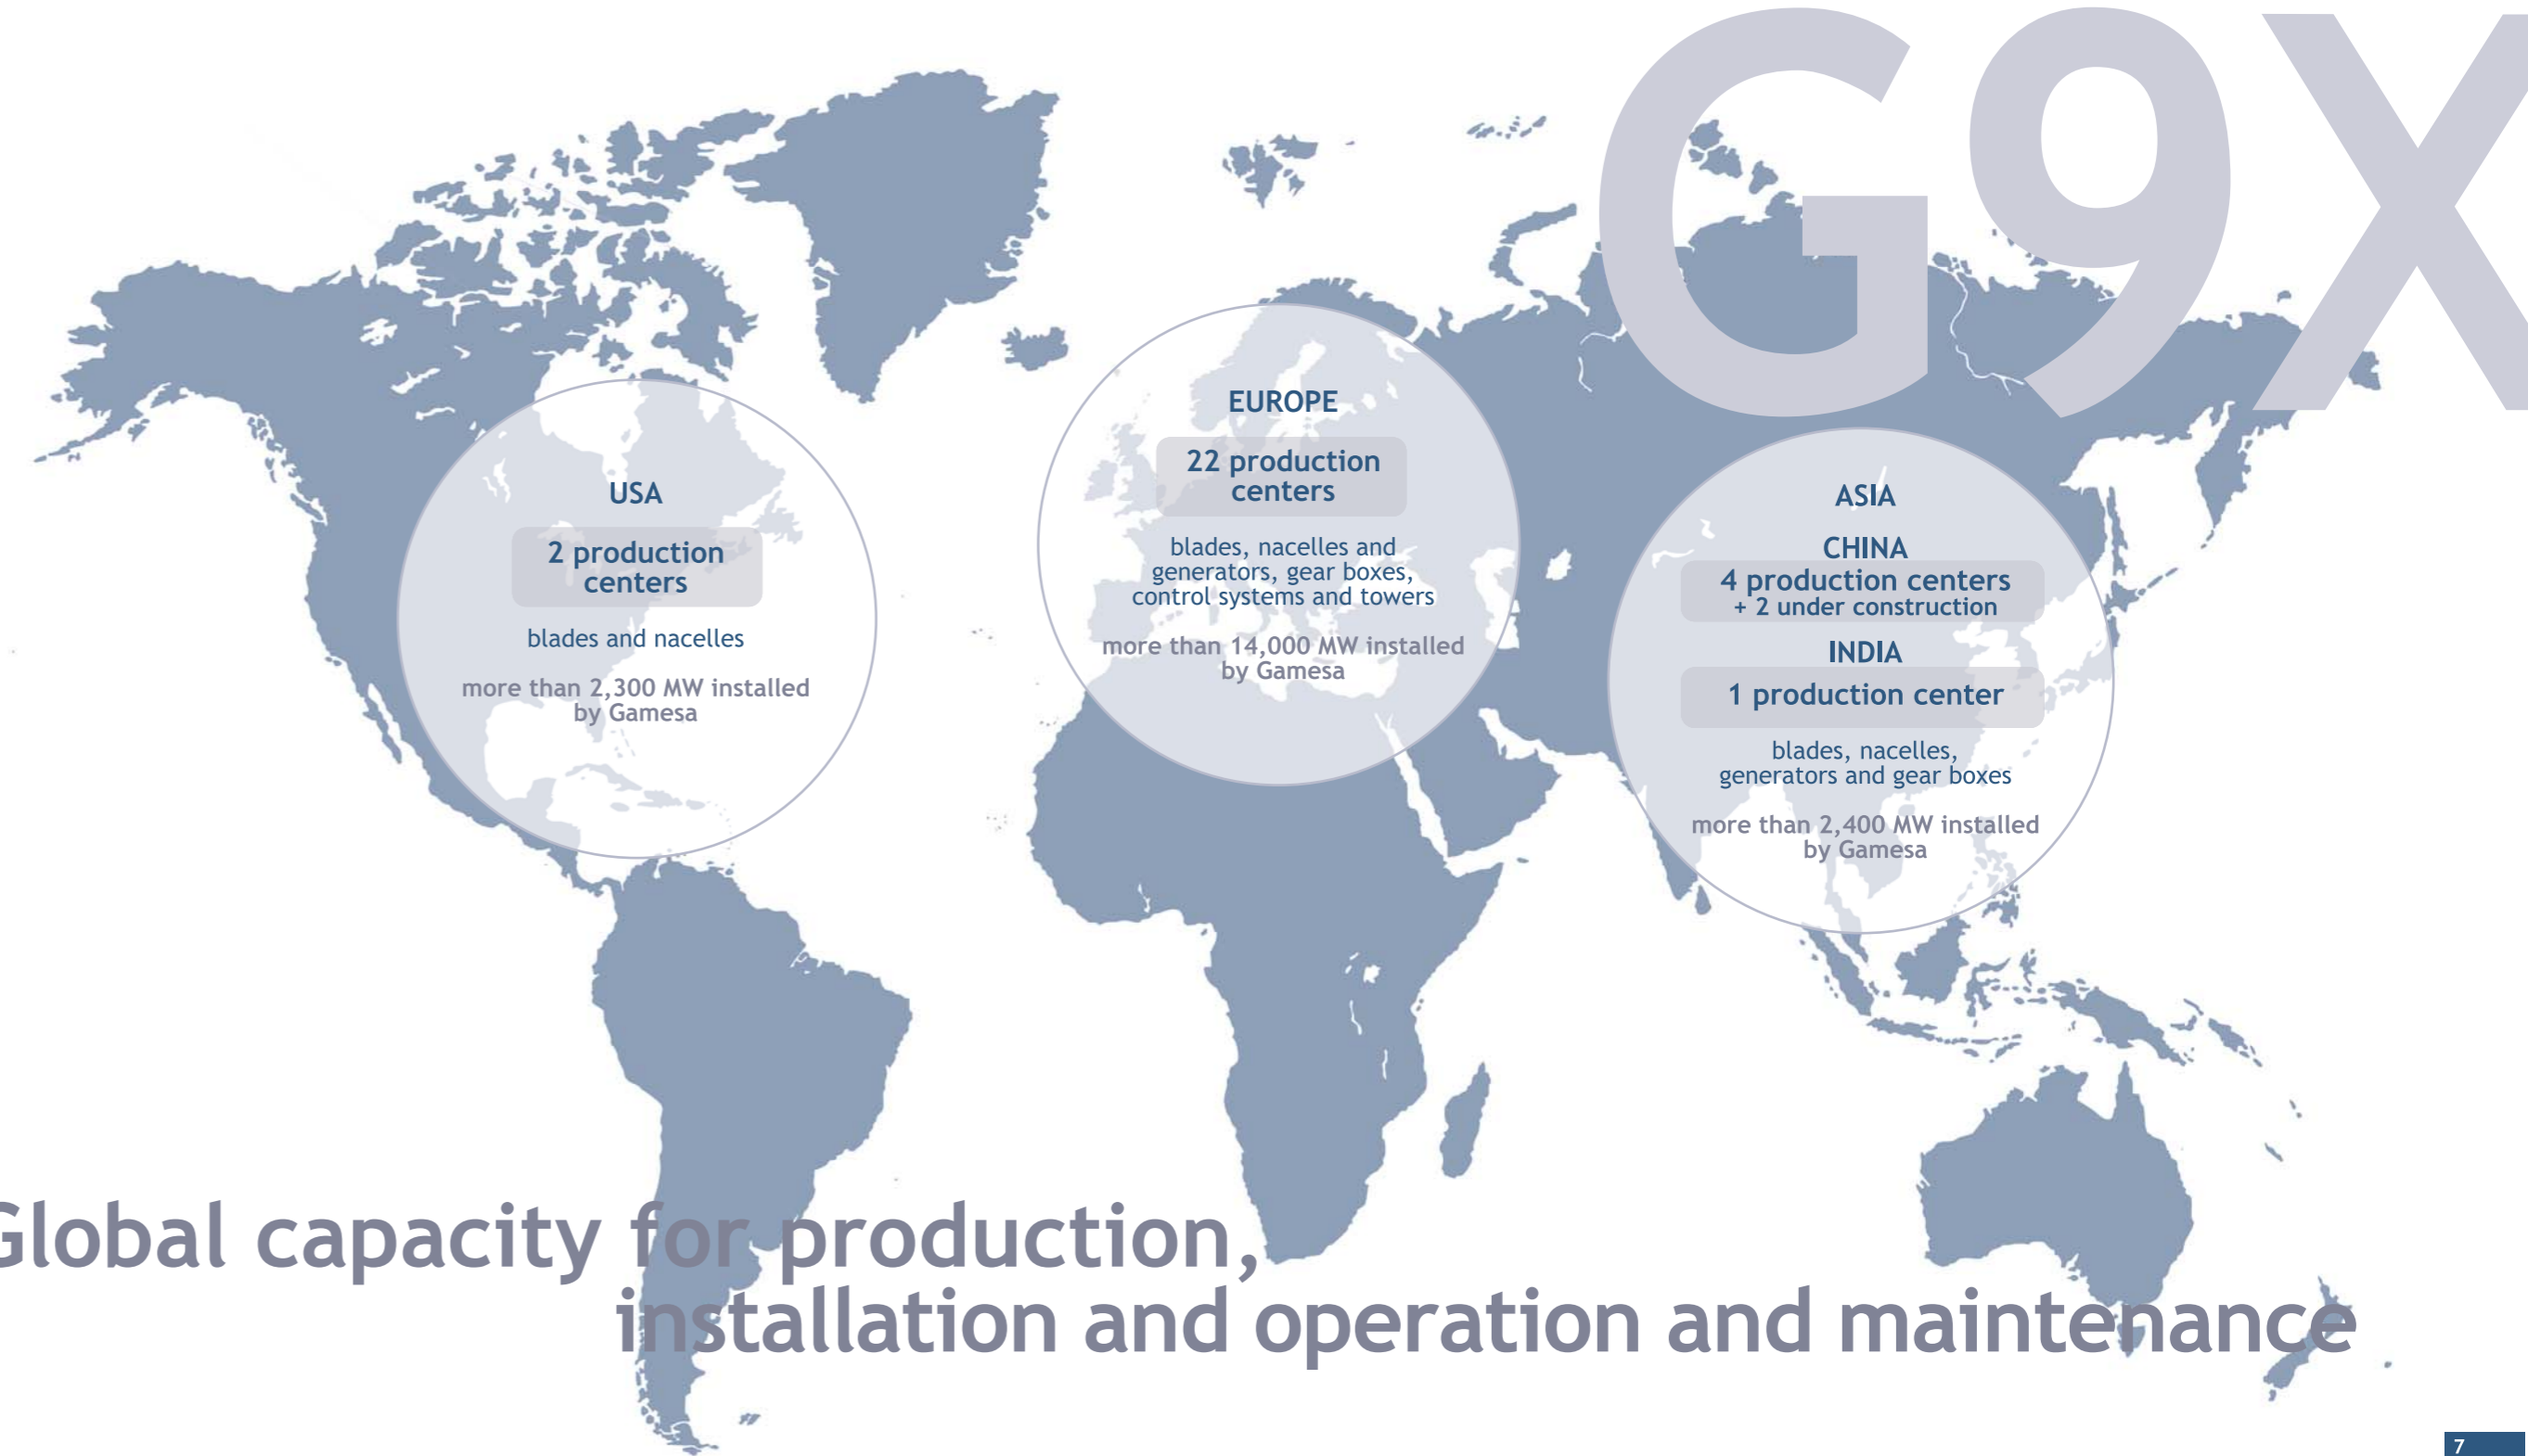 G9X
USA
2 production
centers
blades and nacelles
more than 2,300 MW installed
by Gamesa
EUROPE
22 production
centers
blades, nacelles and
generators, gear boxes,
control systems and towers
more than 14,000 MW installed
by Gamesa
ASIA
CHINA
4 production centers
+ 2 under construction
INDIA
1 production center
blades, nacelles,
generators and gear boxes
more than 2,400 MW installed
by Gamesa
Global capacity for production,
installation and operation and maintenance
7